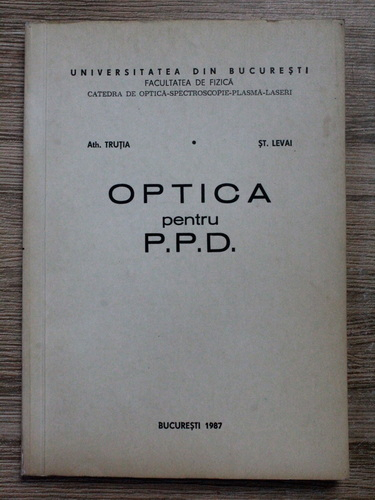 UNIVERSITATEA DIN BUCUREȘTI
FACULTATEA DE FIZICĂ
CATEDRA DE OPTICĂ-SPECTROSCOPIE-PLASMĂ-LASERI
Ath. TRUȚIA • ȘT. LEVAI
OPTICA
pentru
P.P.D.
BUCUREȘTI 1987